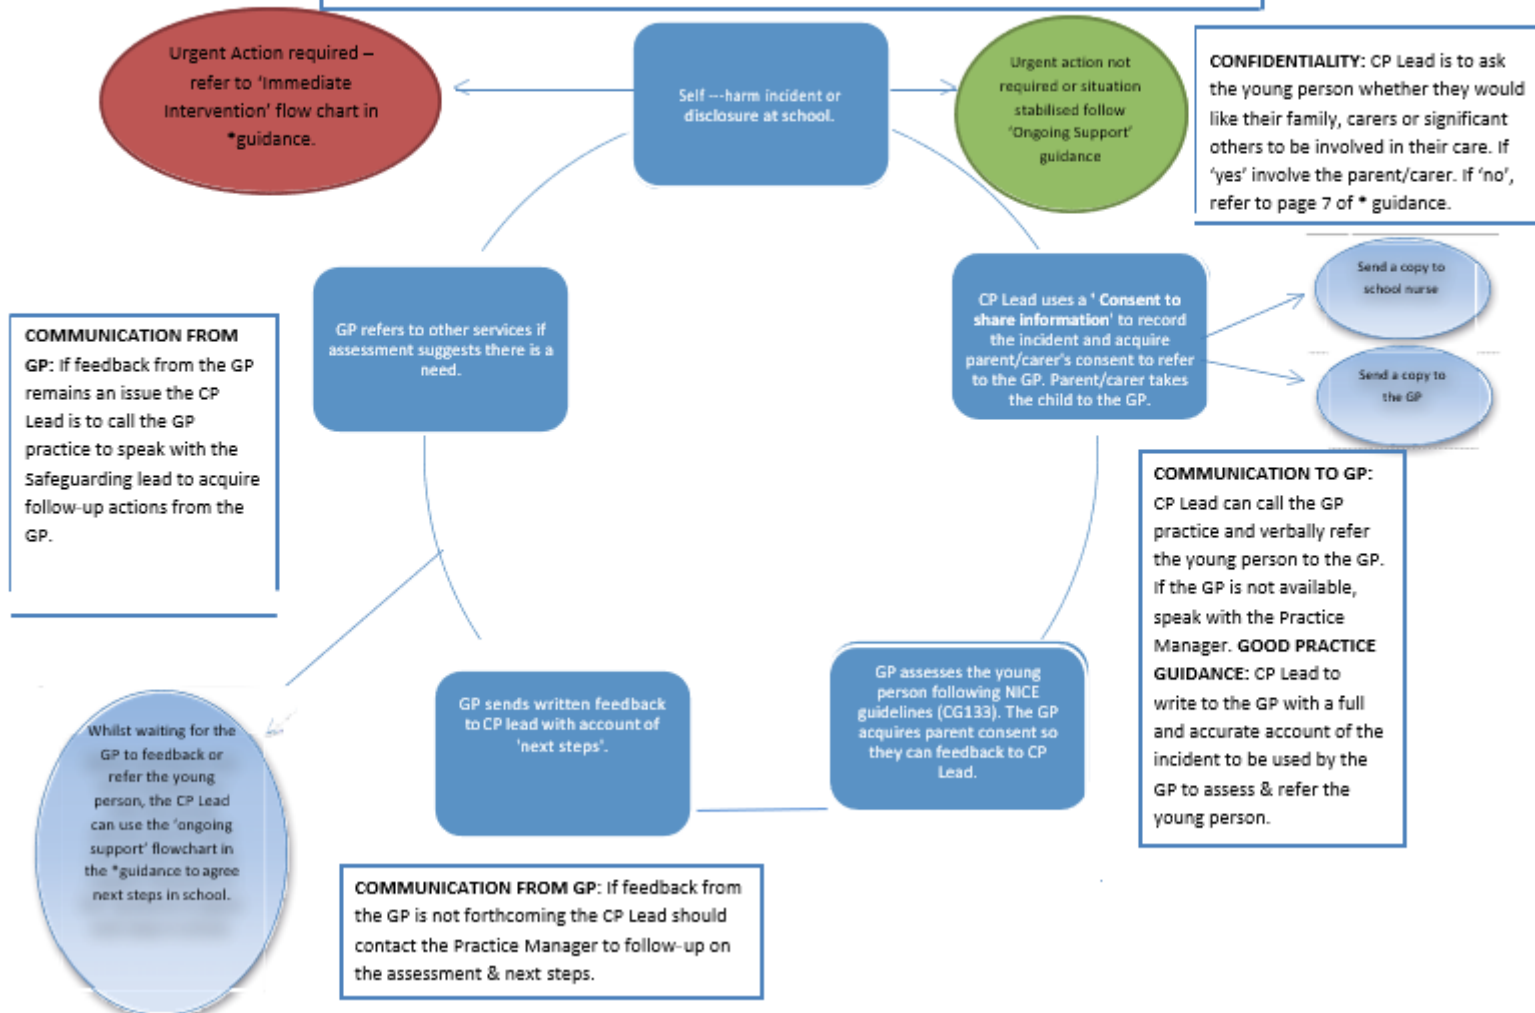 Urgent Action required –
refer to ‘Immediate
Intervention’ flow chart in
*guidance.
Self ---harm incident or
disclosure at school.
Urgent action not
required or situation
stabilised follow
‘Ongoing Support’
guidance
CONFIDENTIALITY: CP Lead is to ask
the young person whether they would
like their family, carers or significant
others to be involved in their care. If
‘yes’ involve the parent/carer. If ‘no’,
refer to page 7 of * guidance.
CP Lead uses a ' Consent to
share information' to record
the incident and acquire
parent/carer's consent to refer
to the GP. Parent/carer takes
the child to the GP.
Send a copy to
school nurse
Send a copy to
the GP
COMMUNICATION TO GP:
CP Lead can call the GP
practice and verbally refer
the young person to the GP.
If the GP is not available,
speak with the Practice
Manager. GOOD PRACTICE
GUIDANCE: CP Lead to
write to the GP with a full
and accurate account of the
incident to be used by the
GP to assess & refer the
young person.
GP assesses the young
person following NICE
guidelines (CG133). The GP
acquires parent consent so
they can feedback to CP
Lead.
GP sends written feedback
to CP lead with account of
'next steps'.
COMMUNICATION FROM GP: If feedback from
the GP is not forthcoming the CP Lead should
contact the Practice Manager to follow-up on
the assessment & next steps.
GP refers to other services if
assessment suggests there is a
need.
COMMUNICATION FROM
GP: If feedback from the GP
remains an issue the CP
Lead is to call the GP
practice to speak with the
Safeguarding lead to acquire
follow-up actions from the
GP.
Whilst waiting for the
GP to feedback or
refer the young
person, the CP Lead
can use the ‘ongoing
support’ flowchart in
the *guidance to agree
next steps in school.